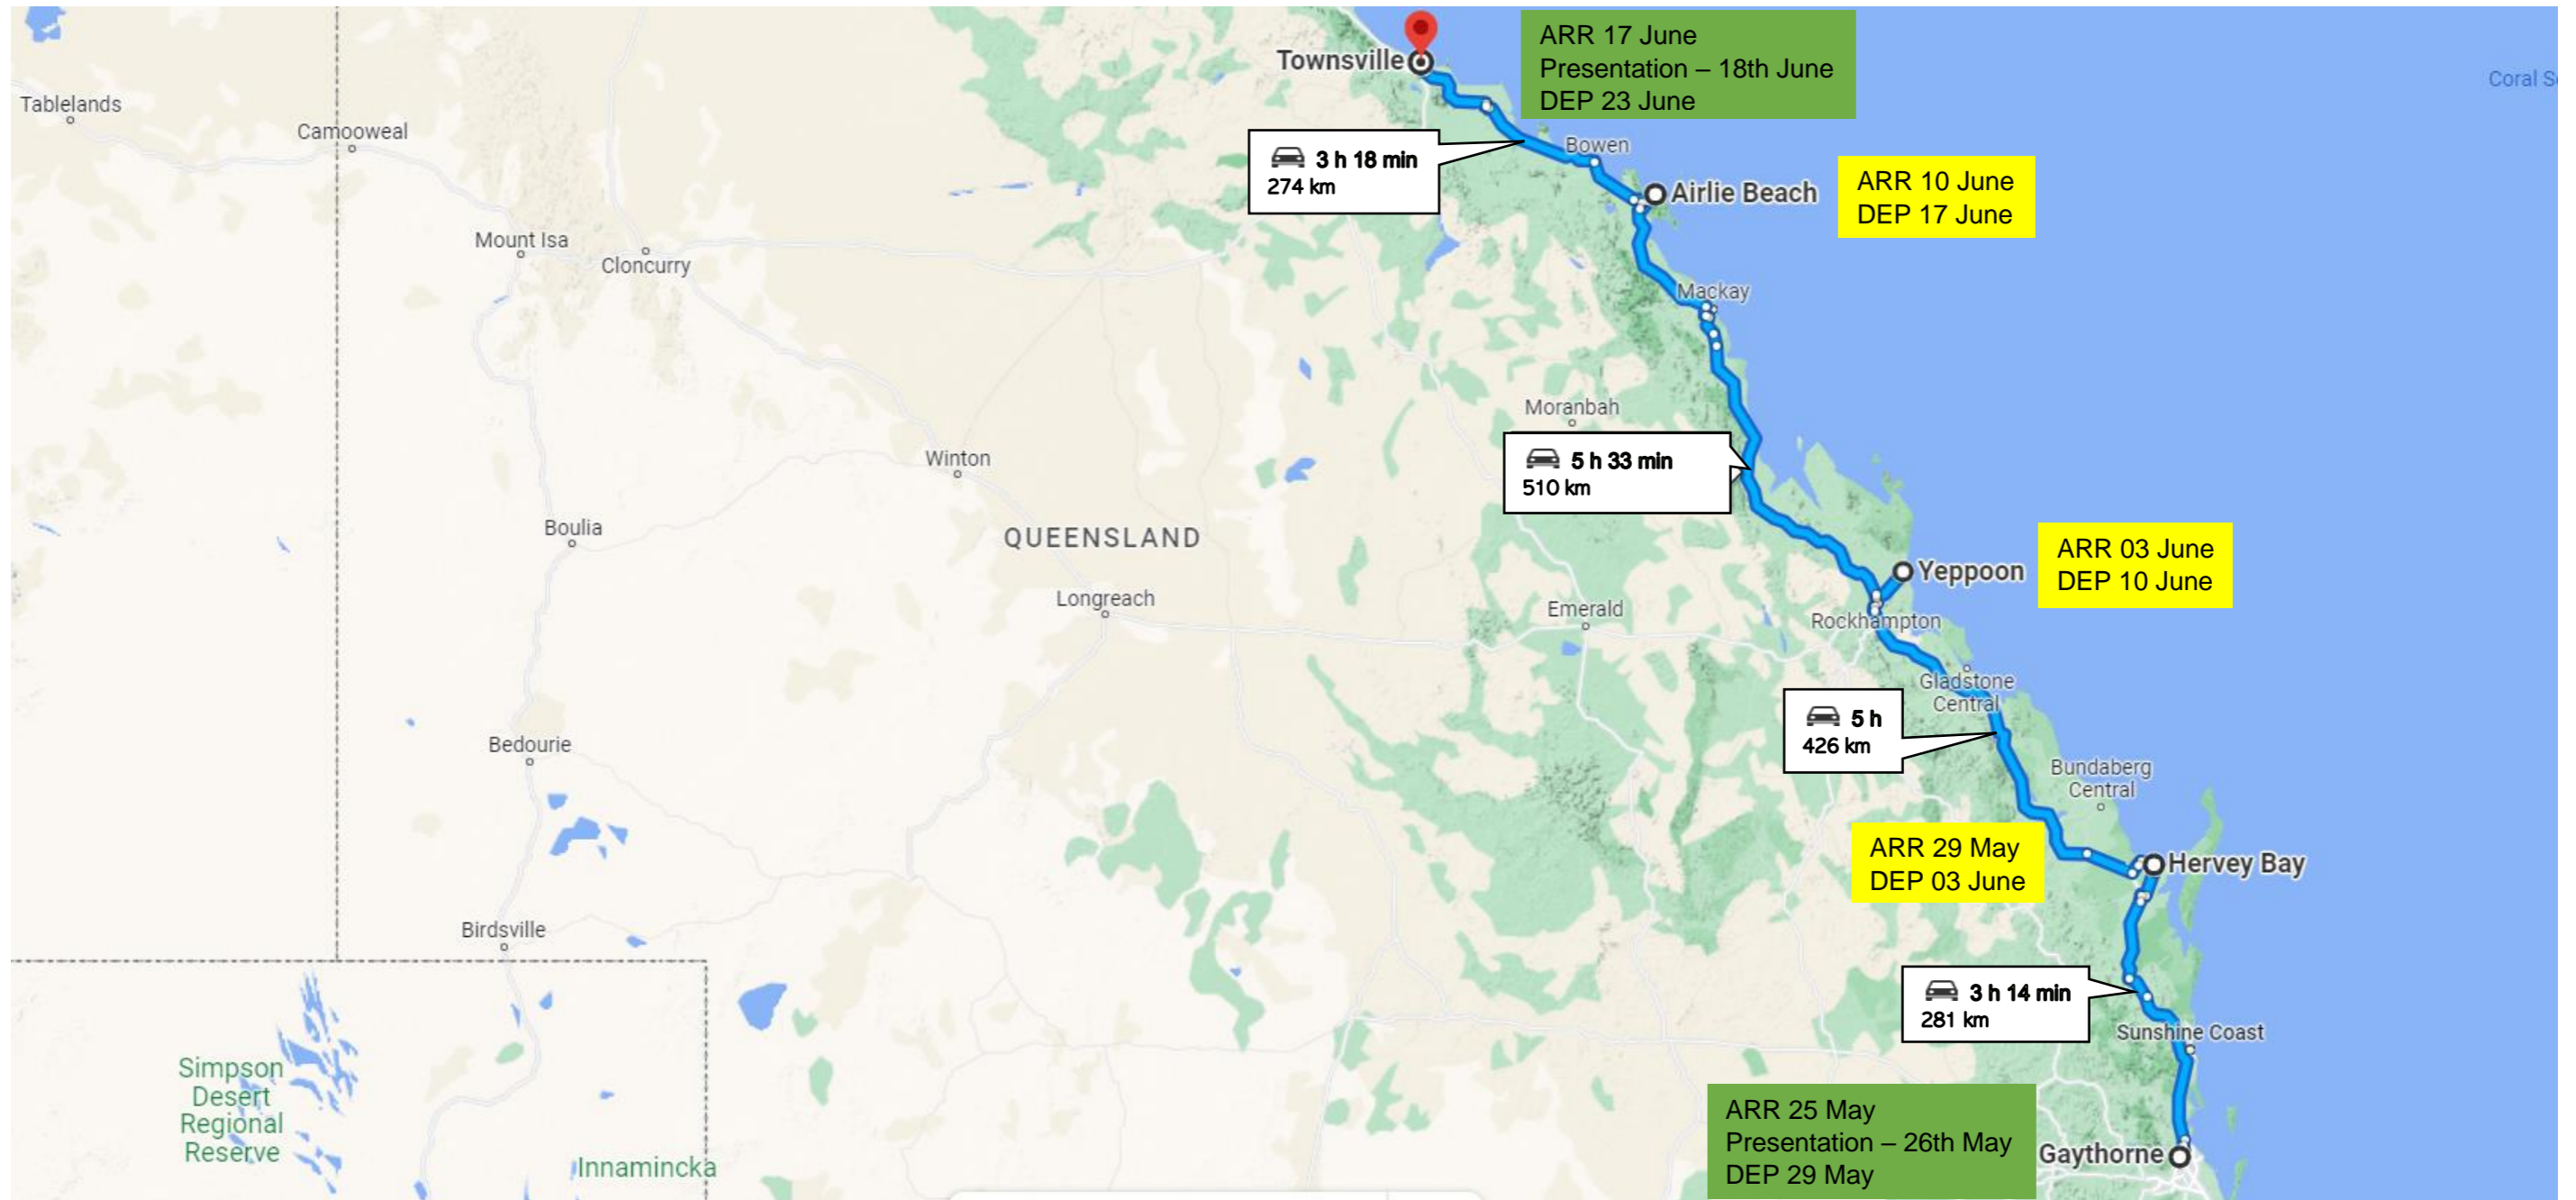 Townsville
ARR 17 June
Presentation – 18th June
DEP 23 June
Coral S
Tablelands
Camooweal
3 h 18 min
274 km
Bowen
Airlie Beach
ARR 10 June
DEP 17 June
Mount Isa
Cloncurry
Mackay
Moranbah
5 h 33 min
510 km
Winton
Boulia
QUEENSLAND
Yeppoon
ARR 03 June
DEP 10 June
Longreach
Emerald
Rockhampton
Gladstone
Central
5 h
426 km
Bedourie
Bundaberg
Central
ARR 29 May
DEP 03 June
Hervey Bay
Birdsville
3 h 14 min
281 km
Sunshine Coast
Simpson
Desert
Regional
Reserve
Innamincka
ARR 25 May
Presentation – 26th May
DEP 29 May
Gaythorne